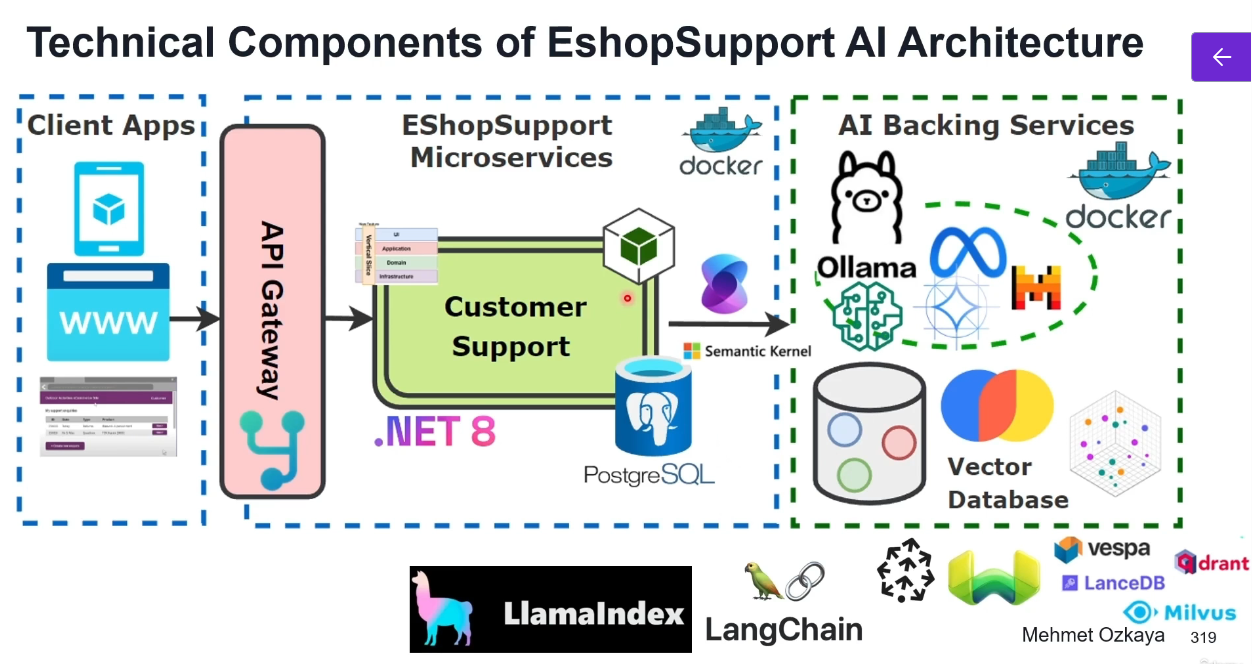 Technical Components of EshopSupport AI Architecture
Client Apps
WWW
API Gateway
EShopSupport
Microservices
docker
Vertical Slice
UI
Application
Domain
Infrastructure
Customer
Support
.NET 8
PostgreSQL
Semantic Kernel
AI Backing Services
docker
Ollama
Vector
Database
LlamaIndex
LangChain
vespa
drant
LanceDB
Milvus
Mehmet Ozkaya
319